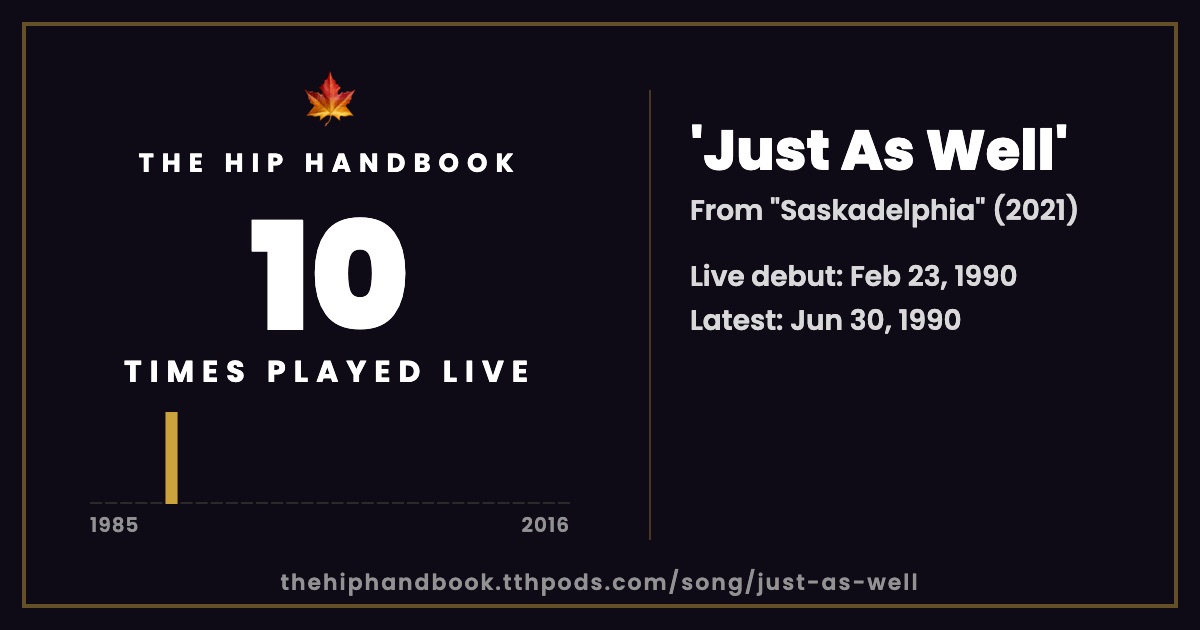 THE HIP HANDBOOK
10
TIMES PLAYED LIVE
1985
2016
'Just As Well'
From "Saskadelphia" (2021)
Live debut: Feb 23, 1990
Latest: Jun 30, 1990
thehiphandbook.tthpods.com/song/just-as-well